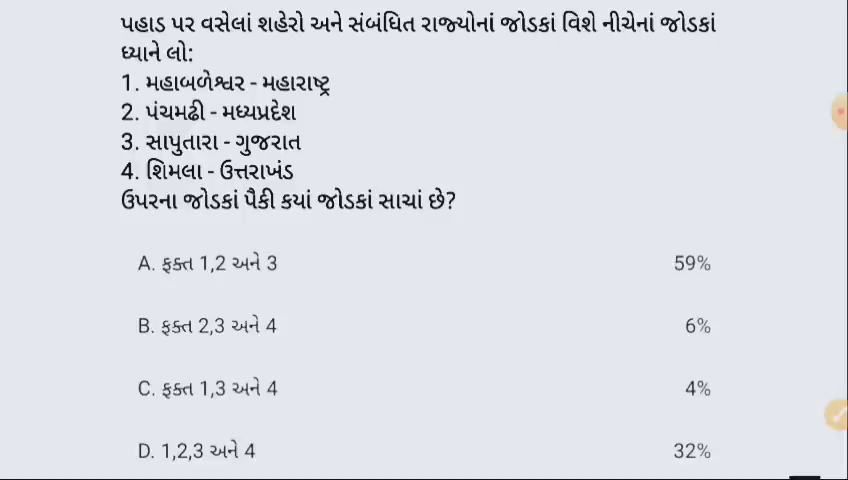 પહાડ પર વસેલાં શહેરો અને સંબંધિત રાજ્યોનાં જોડકાં વિશે નીચેનાં જોડકાં
ધ્યાને લો:
1. મહાબળેશ્વર - મહારાષ્ટ્ર
2. પંચમઢી - મધ્યપ્રદેશ
3. સાપુતારા - ગુજરાત
4. શિમલા - ઉત્તરાખંડ
ઉપરના જોડકાં પૈકી કયાં જોડકાં સાચાં છે?
A. ફક્ત 1,2 અને 3 59%
B. ફક્ત 2,3 અને 4 6%
C. ફક્ત 1,3 અને 4 4%
D. 1,2,3 અને 4 32%